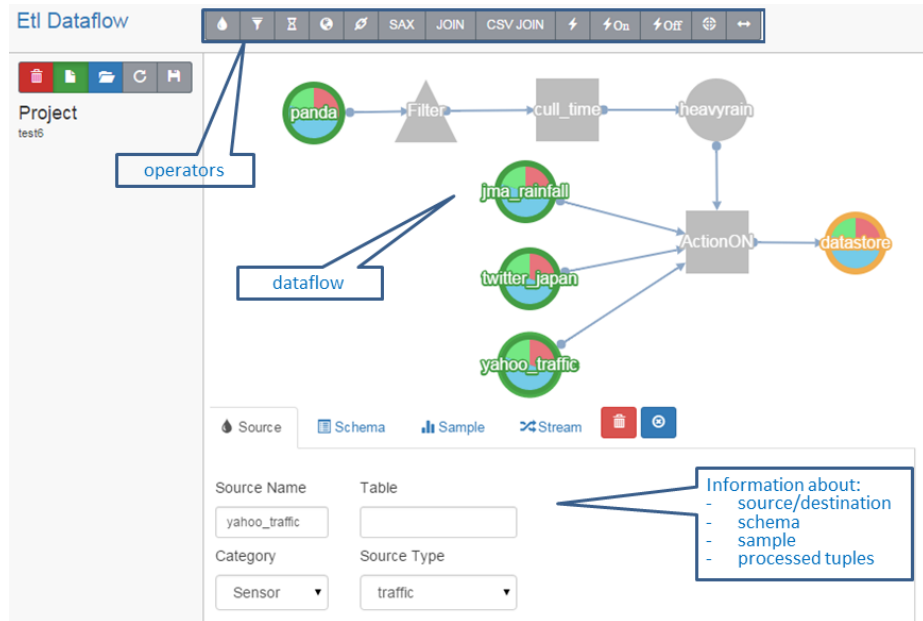 Etl Dataflow
SAX JOIN CSV JOIN On Off
Project
test6
operators
panda
Filter
cull_time
heavyrain
jma_rainfall
ActionON
datastore
dataflow
twitter_japan
yahoo_traffic
Source Schema Sample Stream
Information about:
- source/destination
- schema
- sample
- processed tuples
Source Name Table
yahoo_traffic
Category Source Type
Sensor traffic